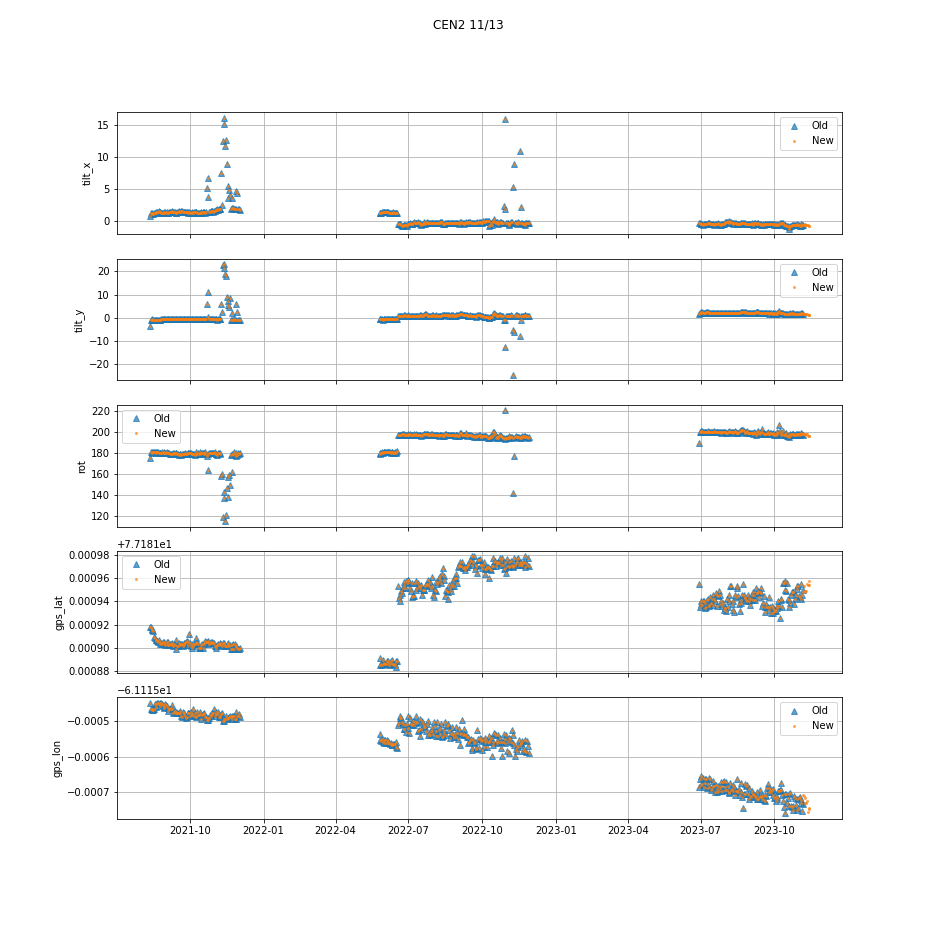 CEN2 11/13
tilt_x
15
10
5
0
Old
New
tilt_y
20
10
0
−10
−20
Old
New
rot
220
200
180
160
140
120
Old
New
+7.7181e1
gps_lat
0.00098
0.00096
0.00094
0.00092
0.00090
0.00088
Old
New
−6.1115e1
gps_lon
−0.0005
−0.0006
−0.0007
Old
New
2021-10 2022-01 2022-04 2022-07 2022-10 2023-01 2023-04 2023-07 2023-10